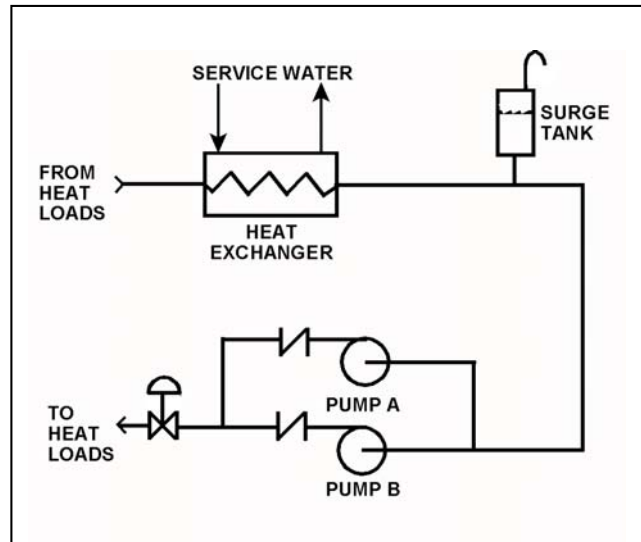 SERVICE WATER
SURGE
TANK
FROM
HEAT
LOADS
HEAT
EXCHANGER
PUMP A
TO
HEAT
LOADS
PUMP B